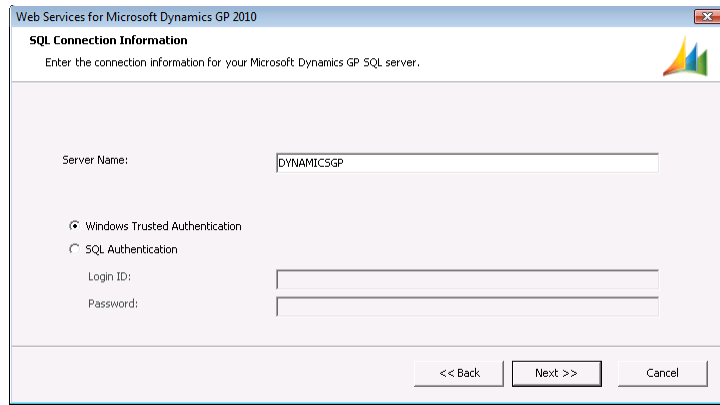 Web Services for Microsoft Dynamics GP 2010
SQL Connection Information
Enter the connection information for your Microsoft Dynamics GP SQL server.
Server Name:
DYNAMICSGP
Windows Trusted Authentication
SQL Authentication
Login ID:
Password:
<< Back
Next >>
Cancel